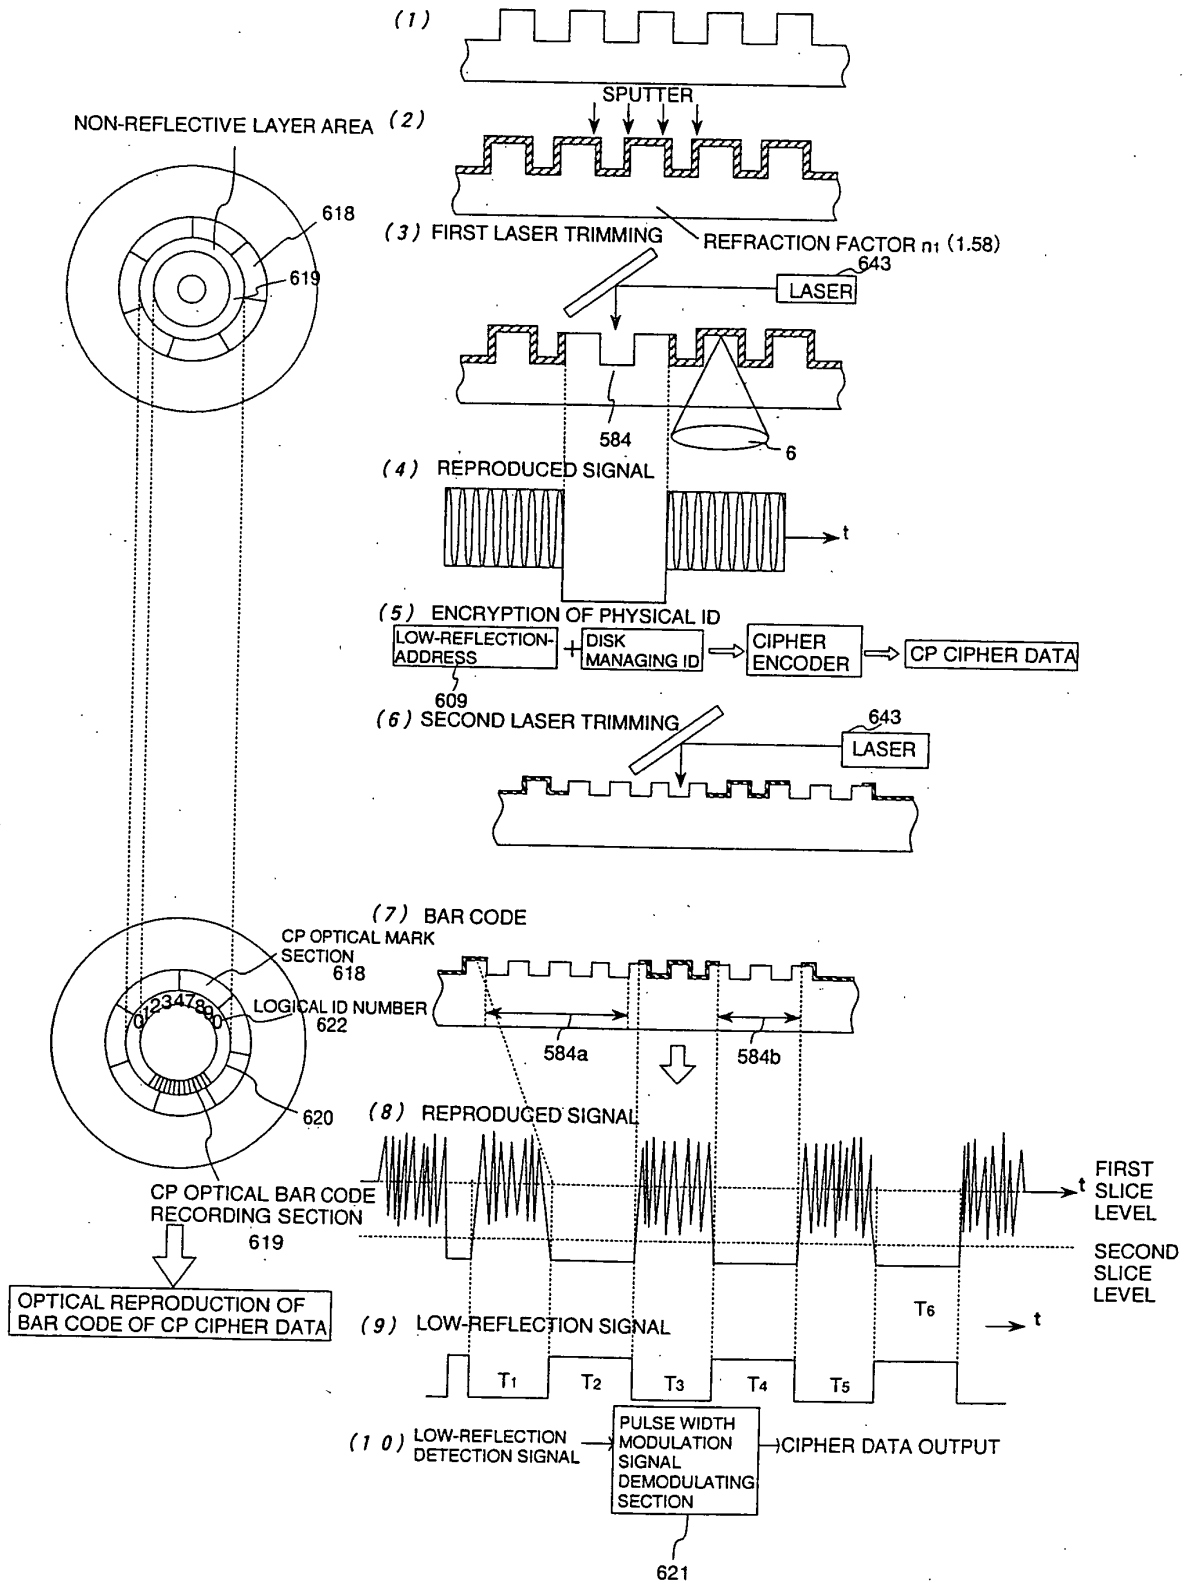 (1)
SPUTTER
NON-REFLECTIVE LAYER AREA
(2)
618
619
(3) FIRST LASER TRIMMING
REFRACTION FACTOR n1 (1.58)
643
LASER
584
6
(4) REPRODUCED SIGNAL
t
(5) ENCRYPTION OF PHYSICAL ID
LOW-REFLECTION-
ADDRESS
+
DISK
MANAGING ID
CIPHER
ENCODER
CP CIPHER DATA
609
(6) SECOND LASER TRIMMING
643
LASER
(7) BAR CODE
CP OPTICAL MARK
SECTION
618
012347890
LOGICAL ID NUMBER
622
584a
584b
620
(8) REPRODUCED SIGNAL
CP OPTICAL BAR CODE
RECORDING SECTION
619
t
FIRST
SLICE
LEVEL
SECOND
SLICE
LEVEL
OPTICAL REPRODUCTION OF
BAR CODE OF CP CIPHER DATA
(9) LOW-REFLECTION SIGNAL
T6
t
T1
T2
T3
T4
T5
(10) LOW-REFLECTION
DETECTION SIGNAL
PULSE WIDTH
MODULATION
SIGNAL
DEMODULATING
SECTION
CIPHER DATA OUTPUT
621